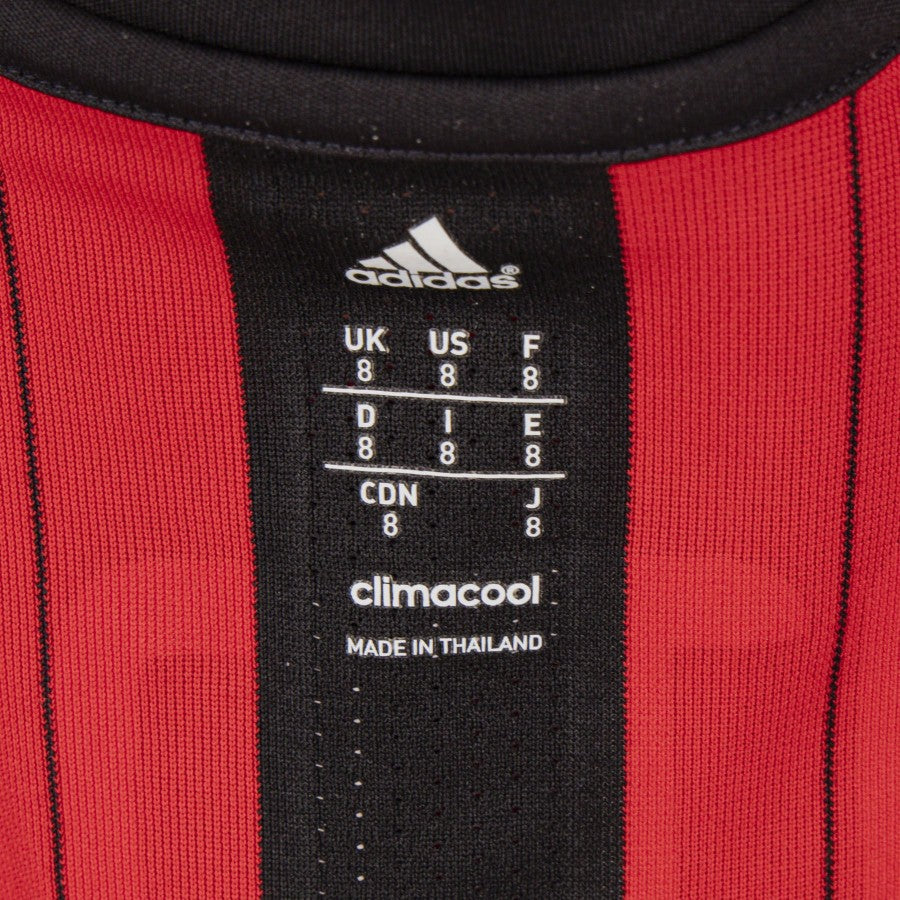 adidas®
UK US F
8 8 8
D I E
8 8 8
CDN J
8 8
climacool
MADE IN THAILAND